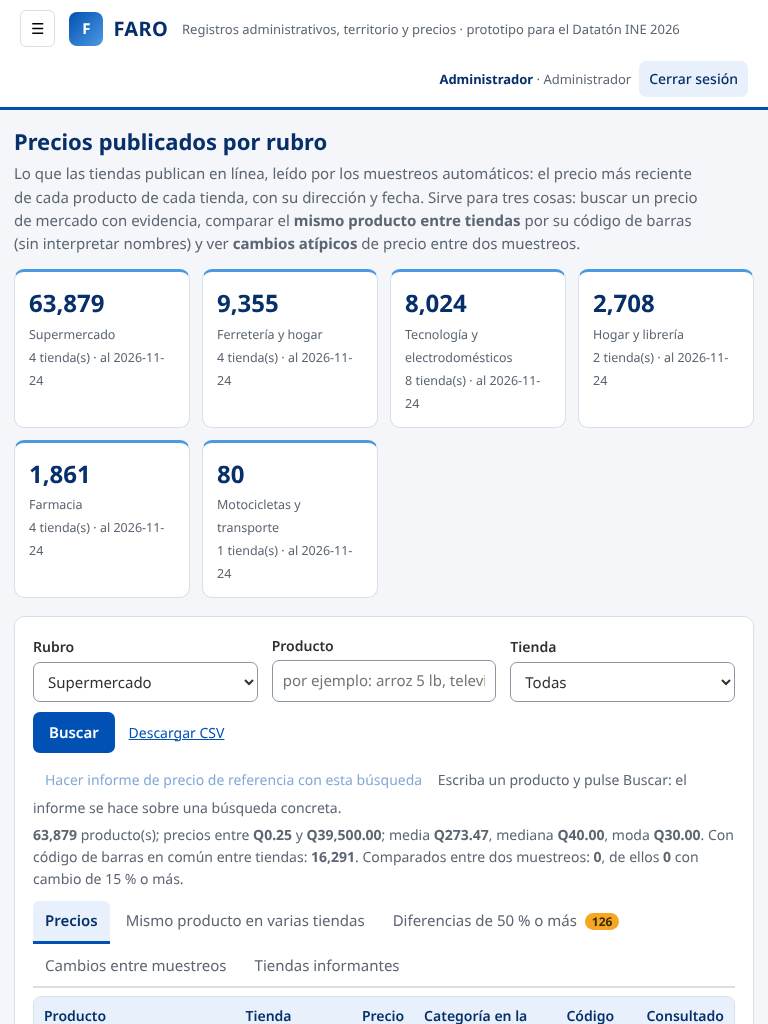 ☰ F FARO Registros administrativos, territorio y precios · prototipo para el Datatón INE 2026
Administrador · Administrador Cerrar sesión
Precios publicados por rubro
Lo que las tiendas publican en línea, leído por los muestreos automáticos: el precio más reciente
de cada producto de cada tienda, con su dirección y fecha. Sirve para tres cosas: buscar un precio
de mercado con evidencia, comparar el mismo producto entre tiendas por su código de barras
(sin interpretar nombres) y ver cambios atípicos de precio entre dos muestreos.
63,879
Supermercado
4 tienda(s) · al 2026-11-
24
9,355
Ferretería y hogar
4 tienda(s) · al 2026-11-
24
8,024
Tecnología y
electrodomésticos
8 tienda(s) · al 2026-11-
24
2,708
Hogar y librería
2 tienda(s) · al 2026-11-
24
1,861
Farmacia
4 tienda(s) · al 2026-11-
24
80
Motocicletas y
transporte
1 tienda(s) · al 2026-11-
24
Rubro Producto Tienda
Supermercado por ejemplo: arroz 5 lb, televi Todas
Buscar Descargar CSV
Hacer informe de precio de referencia con esta búsqueda Escriba un producto y pulse Buscar: el
informe se hace sobre una búsqueda concreta.
63,879 producto(s); precios entre Q0.25 y Q39,500.00; media Q273.47, mediana Q40.00, moda Q30.00. Con
código de barras en común entre tiendas: 16,291. Comparados entre dos muestreos: 0, de ellos 0 con
cambio de 15 % o más.
Precios Mismo producto en varias tiendas Diferencias de 50 % o más 126
Cambios entre muestreos Tiendas informantes
Producto Tienda Precio Categoría en la Código Consultado